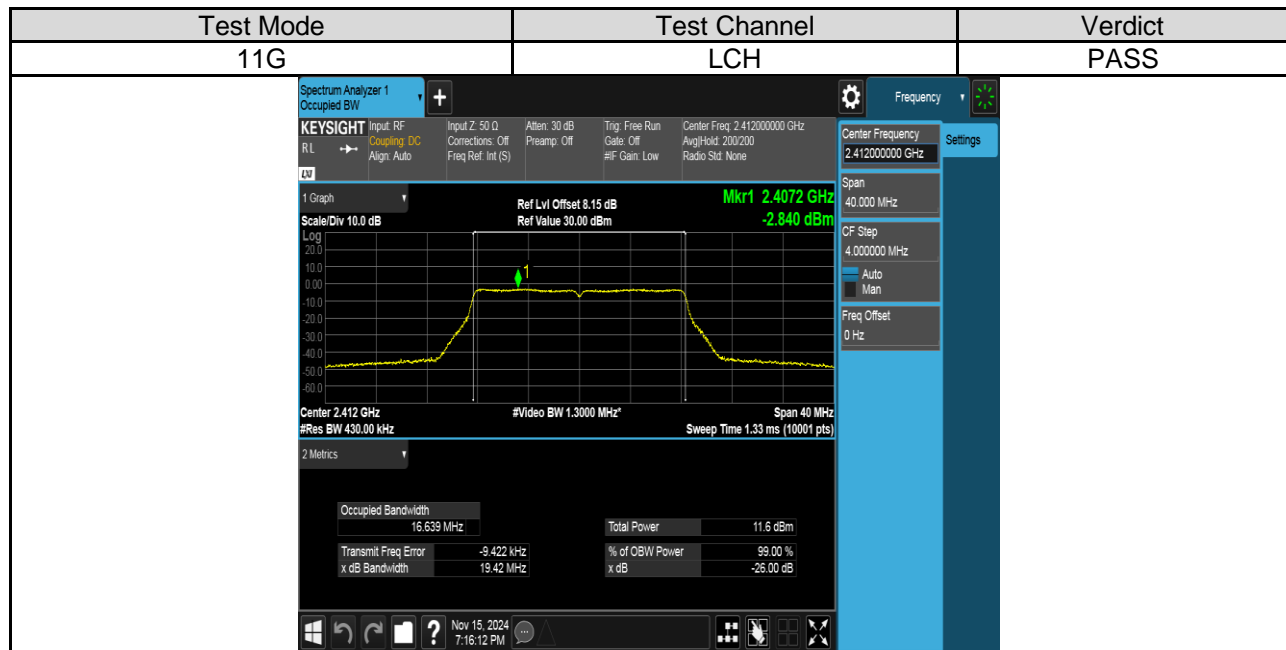 Test Mode Test Channel Verdict
11G LCH PASS
Spectrum Analyzer 1
Occupied BW
+
Frequency
KEYSIGHT
RL
LXI
Input: RF
Coupling: DC
Align: Auto
Input Z: 50 Ω
Corrections: Off
Freq Ref: Int (S)
Atten: 30 dB
Preamp: Off
Trig: Free Run
Gate: Off
#IF Gain: Low
Center Freq: 2.412000000 GHz
Avg|Hold: 200/200
Radio Std: None
Center Frequency
2.412000000 GHz
Settings
Span
40.000 MHz
CF Step
4.000000 MHz
Auto
Man
Freq Offset
0 Hz
1 Graph
Scale/Div 10.0 dB
Ref Lvl Offset 8.15 dB
Ref Value 30.00 dBm
Mkr1 2.4072 GHz
-2.840 dBm
Log
20.0
10.0
0.00
-10.0
-20.0
-30.0
-40.0
-50.0
-60.0
1
Center 2.412 GHz
#Res BW 430.00 kHz
#Video BW 1.3000 MHz*
Span 40 MHz
Sweep Time 1.33 ms (10001 pts)
2 Metrics
Occupied Bandwidth
16.639 MHz
Total Power 11.6 dBm
Transmit Freq Error -9.422 kHz
% of OBW Power 99.00 %
x dB Bandwidth 19.42 MHz
x dB -26.00 dB
?
Nov 15, 2024
7:16:12 PM